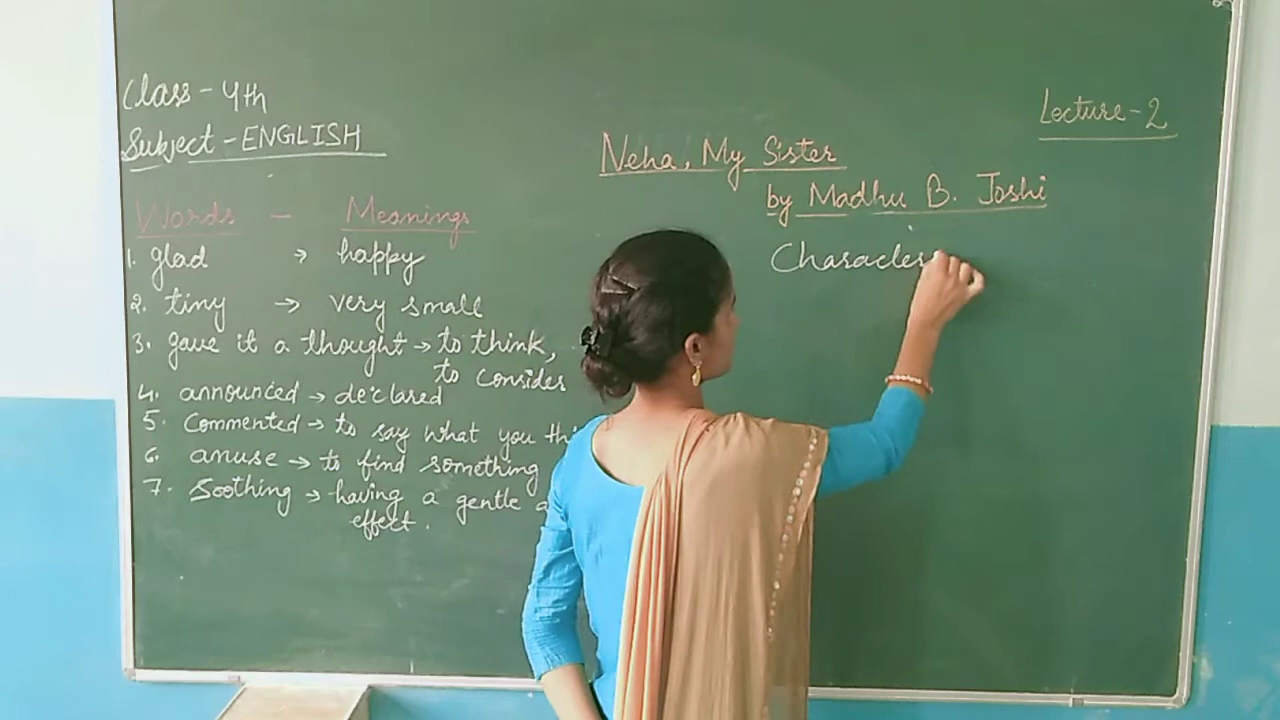 Class - 4th
Subject - ENGLISH
Lecture - 2
Neha, My Sister
by Madhu B. Joshi
Words - Meanings
1. glad → happy
2. tiny → very small
3. gave it a thought → to think,
to consider
4. announced → declared
5. Commented → to say what you
6. amuse → to find something
7. Soothing → having a gentle
effect.
Character